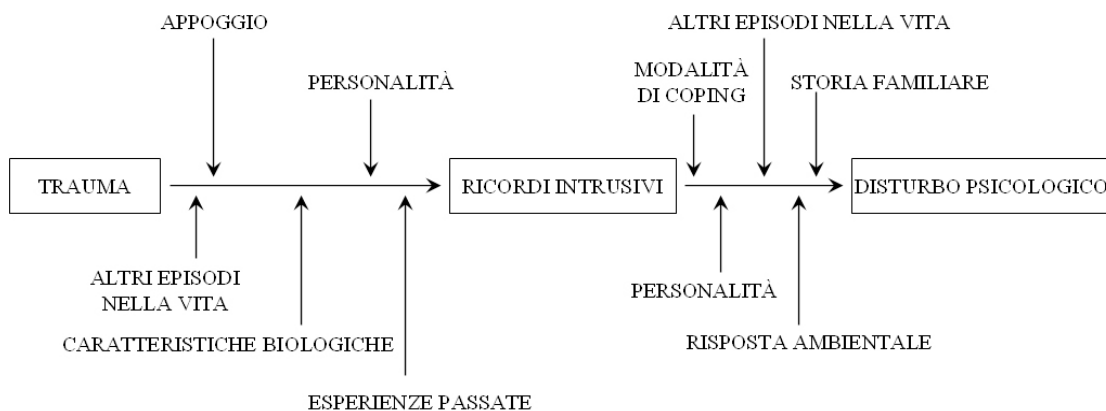 APPOGGIO
ALTRI EPISODI NELLA VITA
PERSONALITÀ
MODALITÀ
DI COPING
STORIA FAMILIARE
TRAUMA
RICORDI INTRUSIVI
DISTURBO PSICOLOGICO
ALTRI EPISODI
NELLA VITA
PERSONALITÀ
CARATTERISTICHE BIOLOGICHE
RISPOSTA AMBIENTALE
ESPERIENZE PASSATE